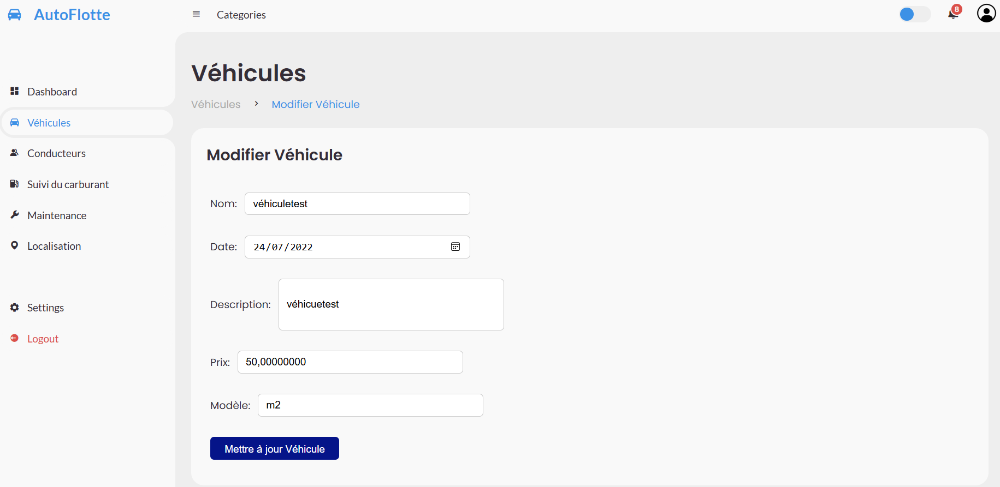 AutoFlotte
Categories
8
Dashboard
Véhicules
Conducteurs
Suivi du carburant
Maintenance
Localisation
Settings
Logout
Véhicules
Véhicules > Modifier Véhicule
Modifier Véhicule
Nom: véhiculetest
Date: 24/07/2022
Description: véhicuetest
Prix: 50,00000000
Modèle: m2
Mettre à jour Véhicule